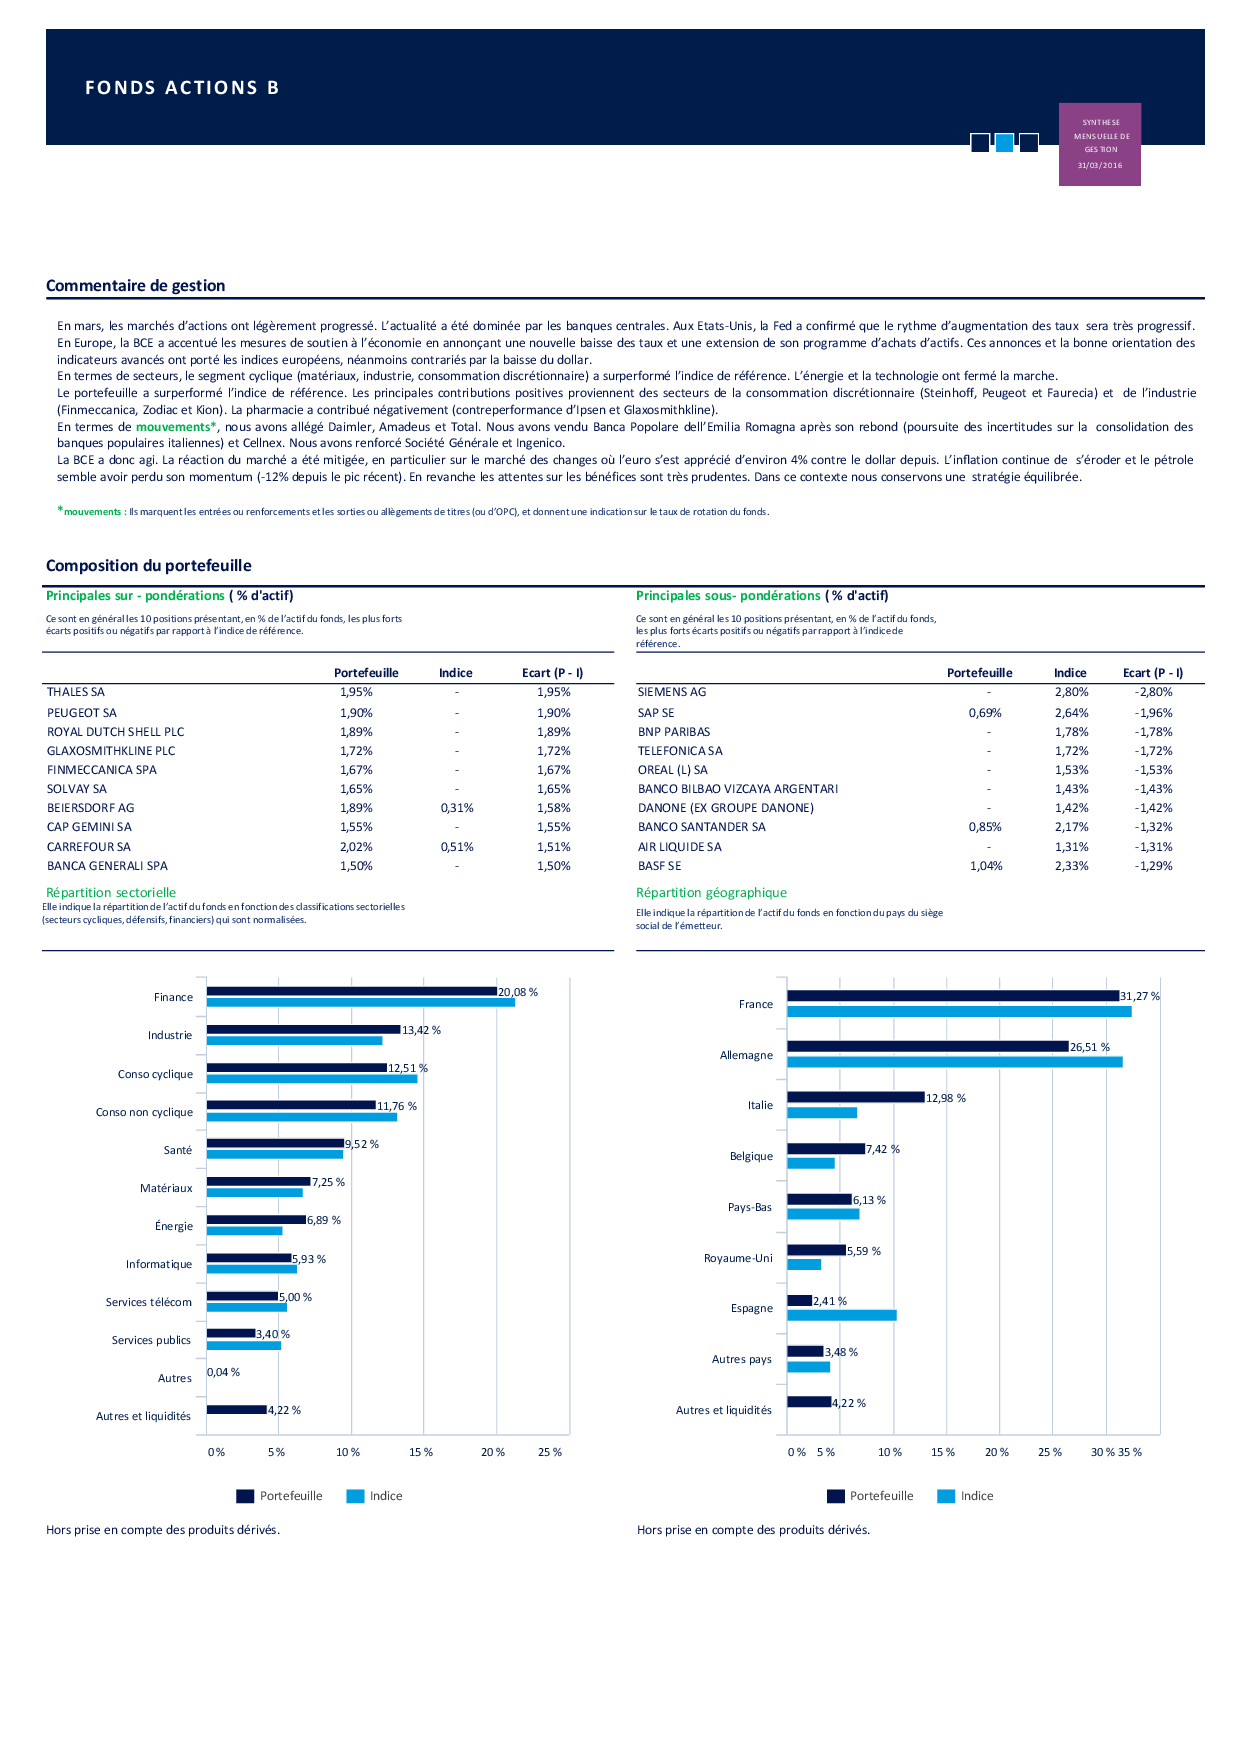 FONDS ACTIONS B
SYNTHESE
MENSUELLE DE
GESTION
31/03/2016
Commentaire de gestion
En mars, les marchés d’actions ont légèrement progressé. L’actualité a été dominée par les banques centrales. Aux Etats-Unis, la Fed a confirmé que le rythme d’augmentation des taux sera très progressif.
En Europe, la BCE a accentué les mesures de soutien à l’économie en annonçant une nouvelle baisse des taux et une extension de son programme d’achats d’actifs. Ces annonces et la bonne orientation des
indicateurs avancés ont porté les indices européens, néanmoins contrariés par la baisse du dollar.
En termes de secteurs, le segment cyclique (matériaux, industrie, consommation discrétionnaire) a surperformé l’indice de référence. L’énergie et la technologie ont fermé la marche.
Le portefeuille a surperformé l’indice de référence. Les principales contributions positives proviennent des secteurs de la consommation discrétionnaire (Steinhoff, Peugeot et Faurecia) et de l’industrie
(Finmeccanica, Zodiac et Kion). La pharmacie a contribué négativement (contreperformance d’Ipsen et Glaxosmithkline).
En termes de mouvements*, nous avons allégé Daimler, Amadeus et Total. Nous avons vendu Banca Popolare dell’Emilia Romagna après son rebond (poursuite des incertitudes sur la consolidation des
banques populaires italiennes) et Cellnex. Nous avons renforcé Société Générale et Ingenico.
La BCE a donc agi. La réaction du marché a été mitigée, en particulier sur le marché des changes où l’euro s’est apprécié d’environ 4% contre le dollar depuis. L’inflation continue de s’éroder et le pétrole
semble avoir perdu son momentum (-12% depuis le pic récent). En revanche les attentes sur les bénéfices sont très prudentes. Dans ce contexte nous conservons une stratégie équilibrée.
*mouvements : Ils marquent les entrées ou renforcements et les sorties ou allègements de titres (ou d’OPC), et donnent une indication sur le taux de rotation du fonds.
Composition du portefeuille
Principales sur - pondérations ( % d'actif)
Ce sont en général les 10 positions présentant, en % de l’actif du fonds, les plus forts
écarts positifs ou négatifs par rapport à l’indice de référence.
Portefeuille Indice Ecart (P - I)
THALES SA 1,95% - 1,95%
PEUGEOT SA 1,90% - 1,90%
ROYAL DUTCH SHELL PLC 1,89% - 1,89%
GLAXOSMITHKLINE PLC 1,72% - 1,72%
FINMECCANICA SPA 1,67% - 1,67%
SOLVAY SA 1,65% - 1,65%
BEIERSDORF AG 1,89% 0,31% 1,58%
CAP GEMINI SA 1,55% - 1,55%
CARREFOUR SA 2,02% 0,51% 1,51%
BANCA GENERALI SPA 1,50% - 1,50%
Principales sous- pondérations ( % d'actif)
Ce sont en général les 10 positions présentant, en % de l’actif du fonds,
les plus forts écarts positifs ou négatifs par rapport à l’indice de
référence.
Portefeuille Indice Ecart (P - I)
SIEMENS AG - 2,80% -2,80%
SAP SE 0,69% 2,64% -1,96%
BNP PARIBAS - 1,78% -1,78%
TELEFONICA SA - 1,72% -1,72%
OREAL (L) SA - 1,53% -1,53%
BANCO BILBAO VIZCAYA ARGENTARI - 1,43% -1,43%
DANONE (EX GROUPE DANONE) - 1,42% -1,42%
BANCO SANTANDER SA 0,85% 2,17% -1,32%
AIR LIQUIDE SA - 1,31% -1,31%
BASF SE 1,04% 2,33% -1,29%
Répartition sectorielle
Elle indique la répartition de l’actif du fonds en fonction des classifications sectorielles
(secteurs cycliques, défensifs, financiers) qui sont normalisées.
Finance 20,08 %
Industrie 13,42 %
Conso cyclique 12,51 %
Conso non cyclique 11,76 %
Santé 9,52 %
Matériaux 7,25 %
Énergie 6,89 %
Informatique 5,93 %
Services télécom 5,00 %
Services publics 3,40 %
Autres 0,04 %
Autres et liquidités 4,22 %
0 % 5 % 10 % 15 % 20 % 25 %
Portefeuille Indice
Hors prise en compte des produits dérivés.
Répartition géographique
Elle indique la répartition de l’actif du fonds en fonction du pays du siège
social de l’émetteur.
France 31,27 %
Allemagne 26,51 %
Italie 12,98 %
Belgique 7,42 %
Pays-Bas 6,13 %
Royaume-Uni 5,59 %
Espagne 2,41 %
Autres pays 3,48 %
Autres et liquidités 4,22 %
0 % 5 % 10 % 15 % 20 % 25 % 30 % 35 %
Portefeuille Indice
Hors prise en compte des produits dérivés.